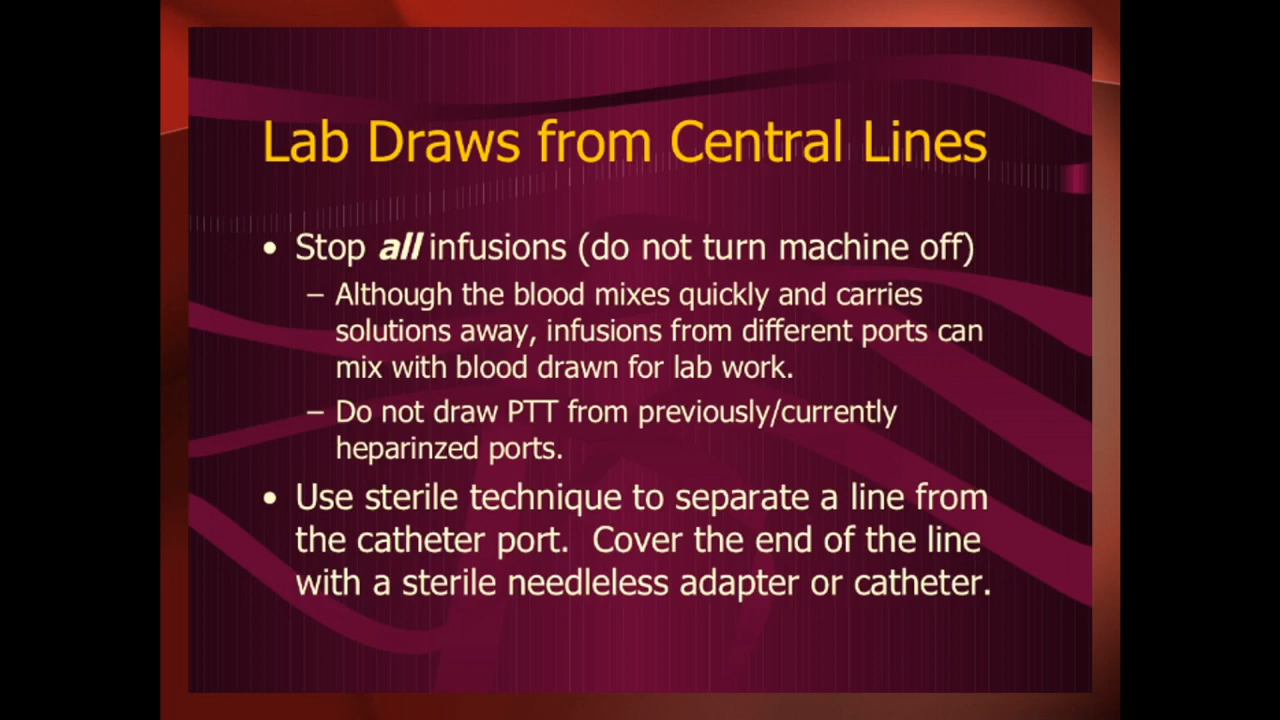 Lab Draws from Central Lines
• Stop all infusions (do not turn machine off)
– Although the blood mixes quickly and carries
solutions away, infusions from different ports can
mix with blood drawn for lab work.
– Do not draw PTT from previously/currently
heparinzed ports.
• Use sterile technique to separate a line from
the catheter port.  Cover the end of the line
with a sterile needleless adapter or catheter.